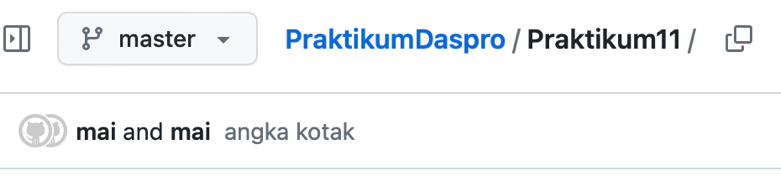 master PraktikumDaspro / Praktikum11 /
mai and mai angka kotak